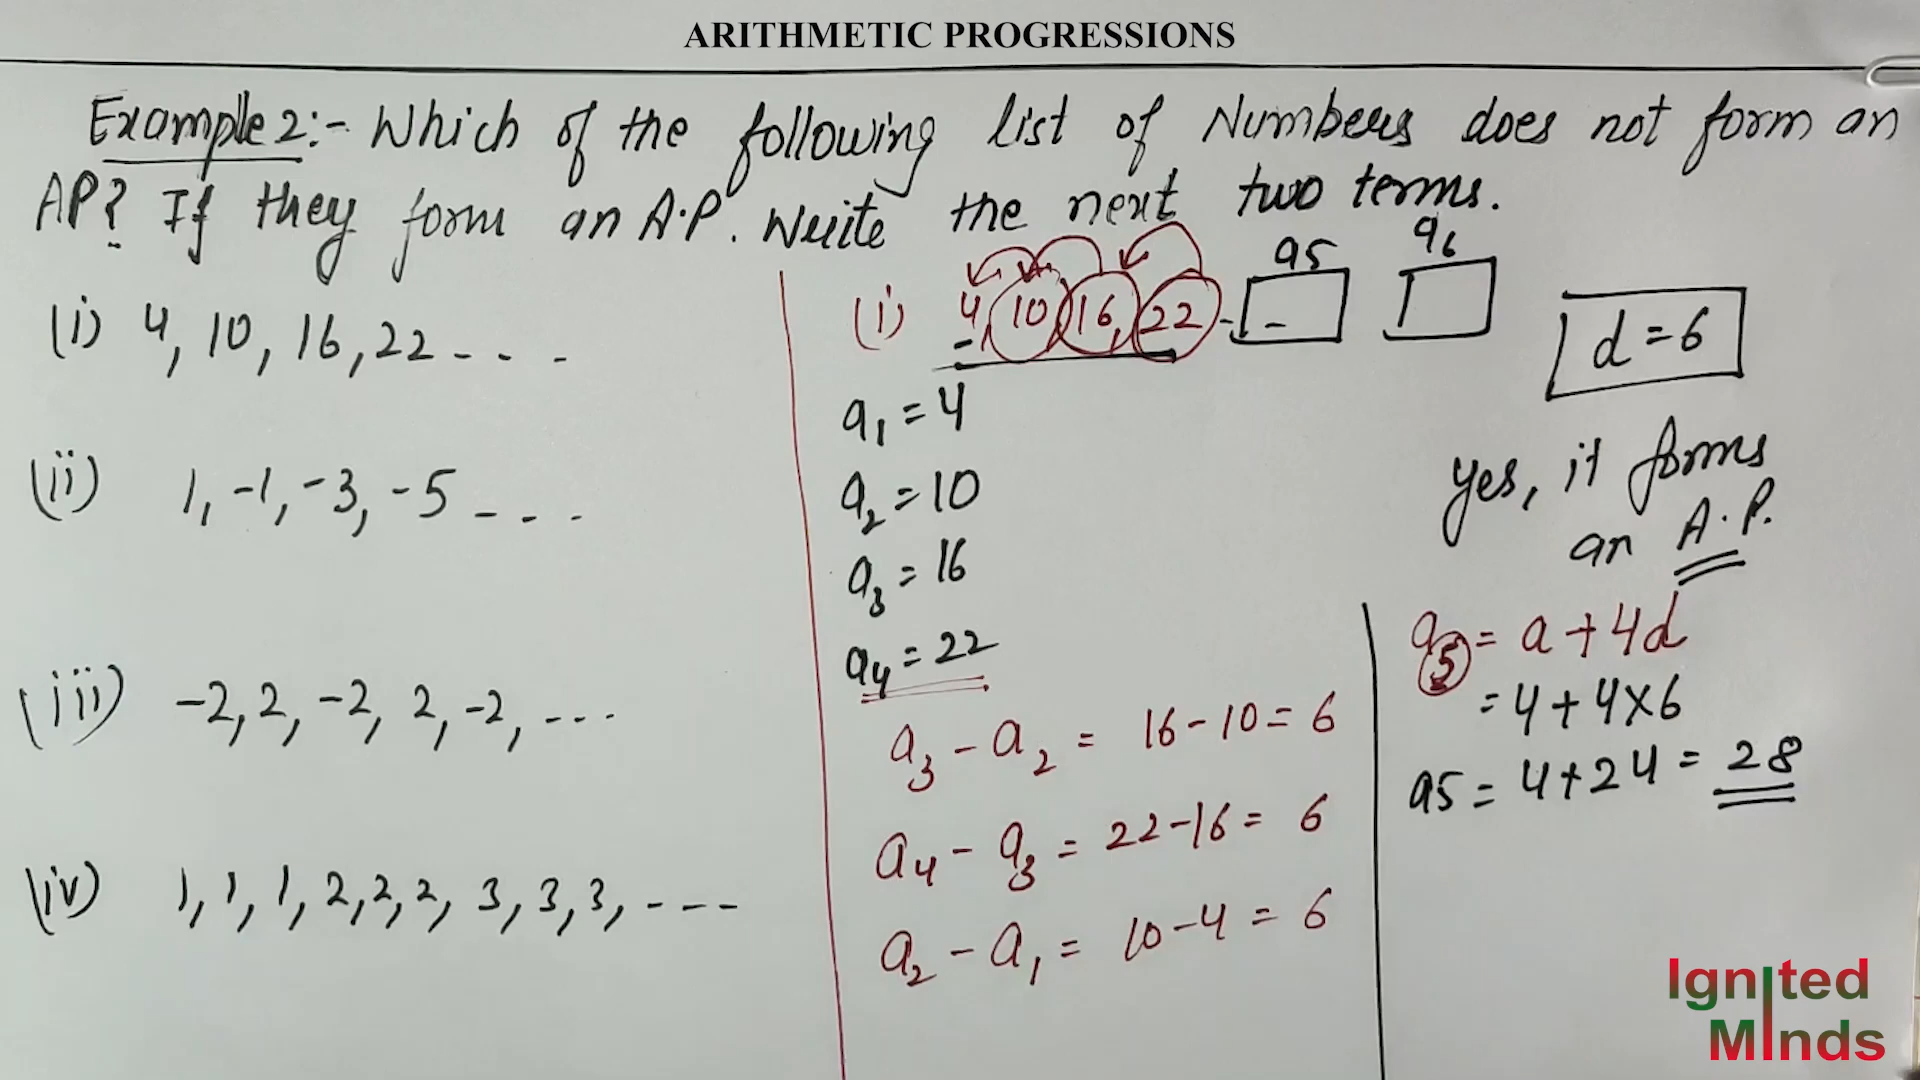 ARITHMETIC PROGRESSIONS
Example 2:- Which of the following list of Numbers does not form an
AP? If they form an A.P. Write the next two terms.
(i) 4, 10, 16, 22 - - -
(ii) 1, -1, -3, -5 - - -
(iii) -2, 2, -2, 2, -2, ...
(iv) 1, 1, 1, 2, 2, 2, 3, 3, 3, - - -
(i) 4, 10, 16, 22 - - -
a5
a6
a₁ = 4
a₂ = 10
a₃ = 16
a₄ = 22
a₃ - a₂ = 16 - 10 = 6
a₄ - a₃ = 22 - 16 = 6
a₂ - a₁ = 10 - 4 = 6
d = 6
Yes, it forms
an A.P.
a₅ = a + 4d
= 4 + 4×6
a5 = 4 + 24 = 28
Ignited
Minds